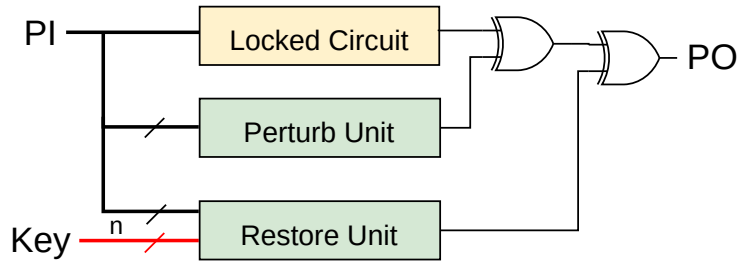 PI
Locked Circuit
PO
Perturb Unit
n
Key
Restore Unit